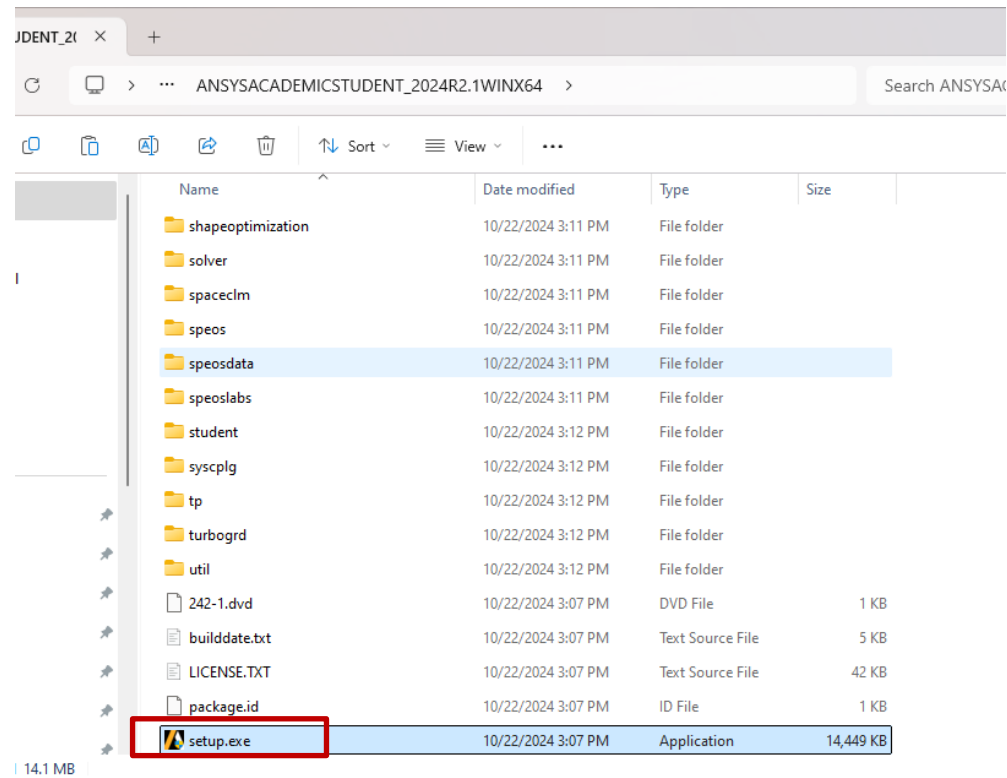 JDENT_2(
ANSYSACADEMICSTUDENT_2024R2.1WINX64
Search ANSYSAC
Sort
View
Name Date modified Type Size
shapeoptimization 10/22/2024 3:11 PM File folder
solver 10/22/2024 3:11 PM File folder
spaceclm 10/22/2024 3:11 PM File folder
speos 10/22/2024 3:11 PM File folder
speosdata 10/22/2024 3:11 PM File folder
speoslabs 10/22/2024 3:11 PM File folder
student 10/22/2024 3:12 PM File folder
syscplg 10/22/2024 3:12 PM File folder
tp 10/22/2024 3:12 PM File folder
turbogrd 10/22/2024 3:12 PM File folder
util 10/22/2024 3:12 PM File folder
242-1.dvd 10/22/2024 3:07 PM DVD File 1 KB
builddate.txt 10/22/2024 3:07 PM Text Source File 5 KB
LICENSE.TXT 10/22/2024 3:07 PM Text Source File 42 KB
package.id 10/22/2024 3:07 PM ID File 1 KB
setup.exe 10/22/2024 3:07 PM Application 14,449 KB
14.1 MB